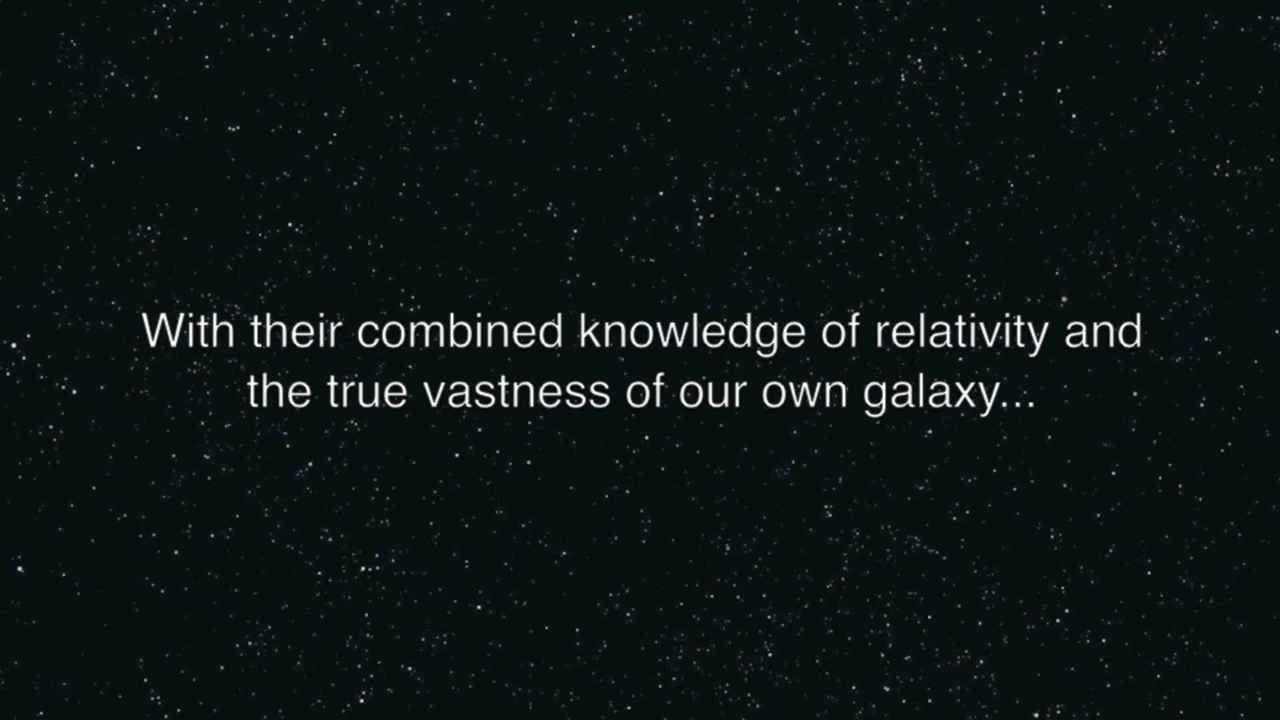 With their combined knowledge of relativity and
the true vastness of our own galaxy...